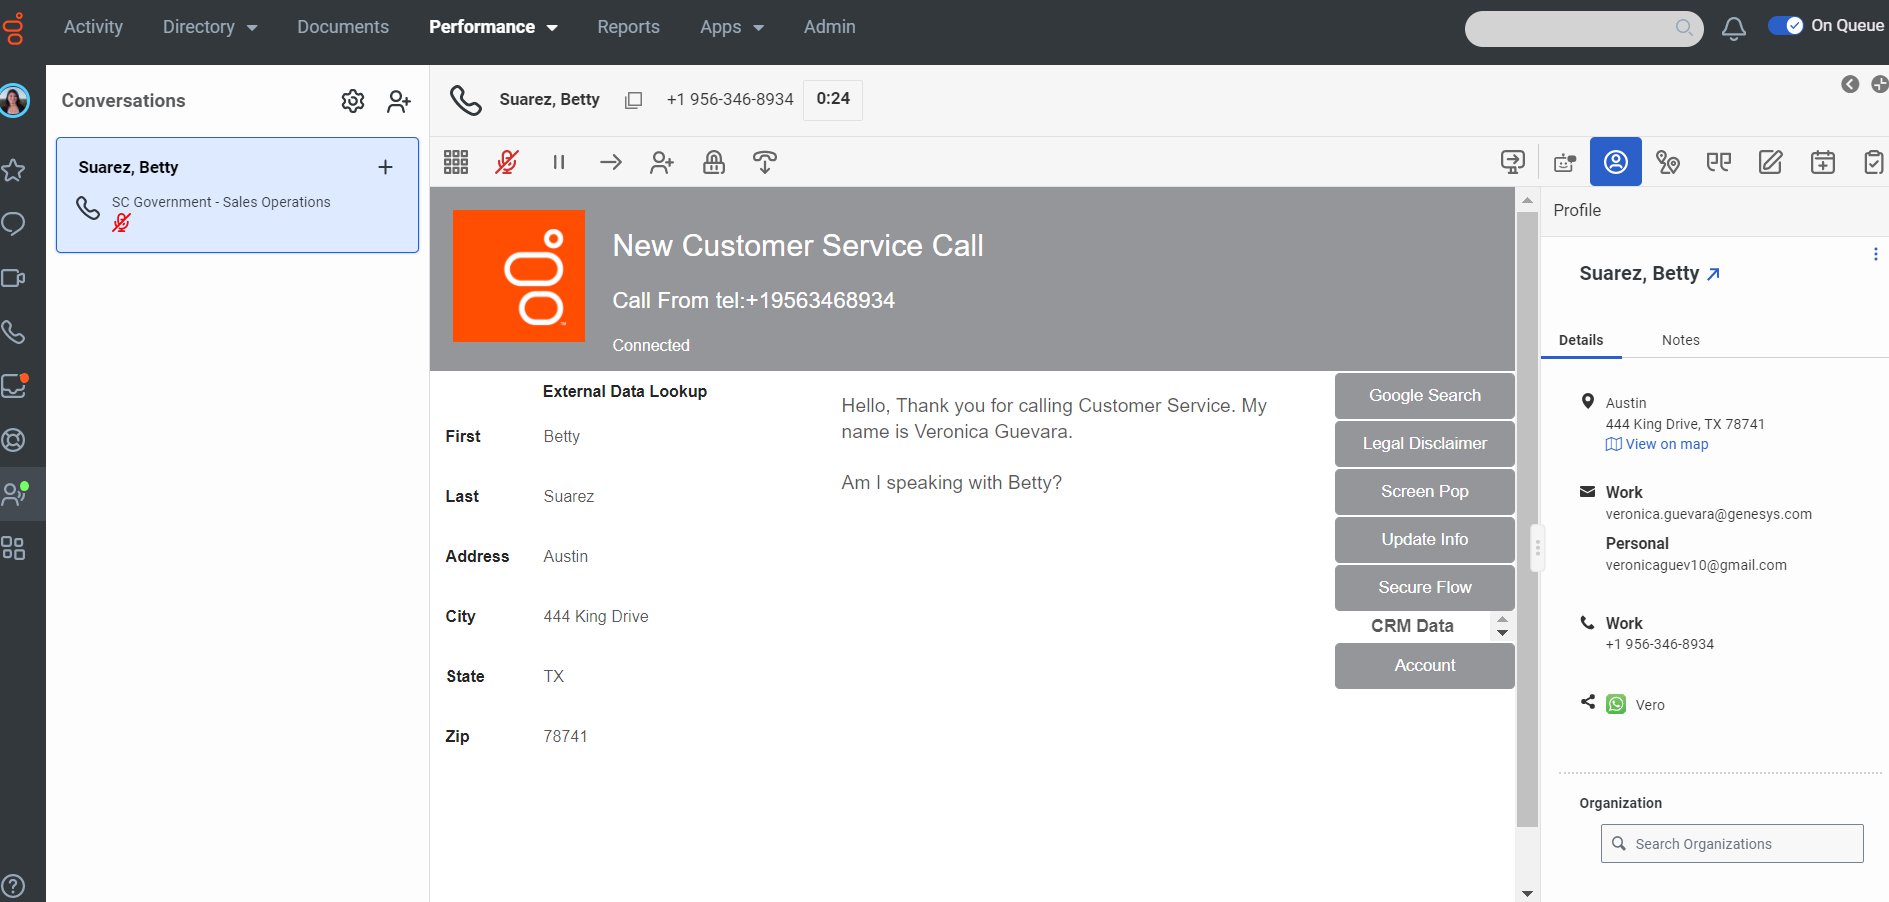 Activity
Directory
Documents
Performance
Reports
Apps
Admin
On Queue
Conversations
Suarez, Betty
SC Government - Sales Operations
Suarez, Betty
+1 956-346-8934
0:24
New Customer Service Call
Call From tel:+19563468934
Connected
External Data Lookup
First
Betty
Last
Suarez
Address
Austin
City
444 King Drive
State
TX
Zip
78741
Hello, Thank you for calling Customer Service. My
name is Veronica Guevara.
Am I speaking with Betty?
Google Search
Legal Disclaimer
Screen Pop
Update Info
Secure Flow
CRM Data
Account
Profile
Suarez, Betty
Details
Notes
Austin
444 King Drive, TX 78741
View on map
Work
veronica.guevara@genesys.com
Personal
veronicaguev10@gmail.com
Work
+1 956-346-8934
Vero
Organization
Search Organizations